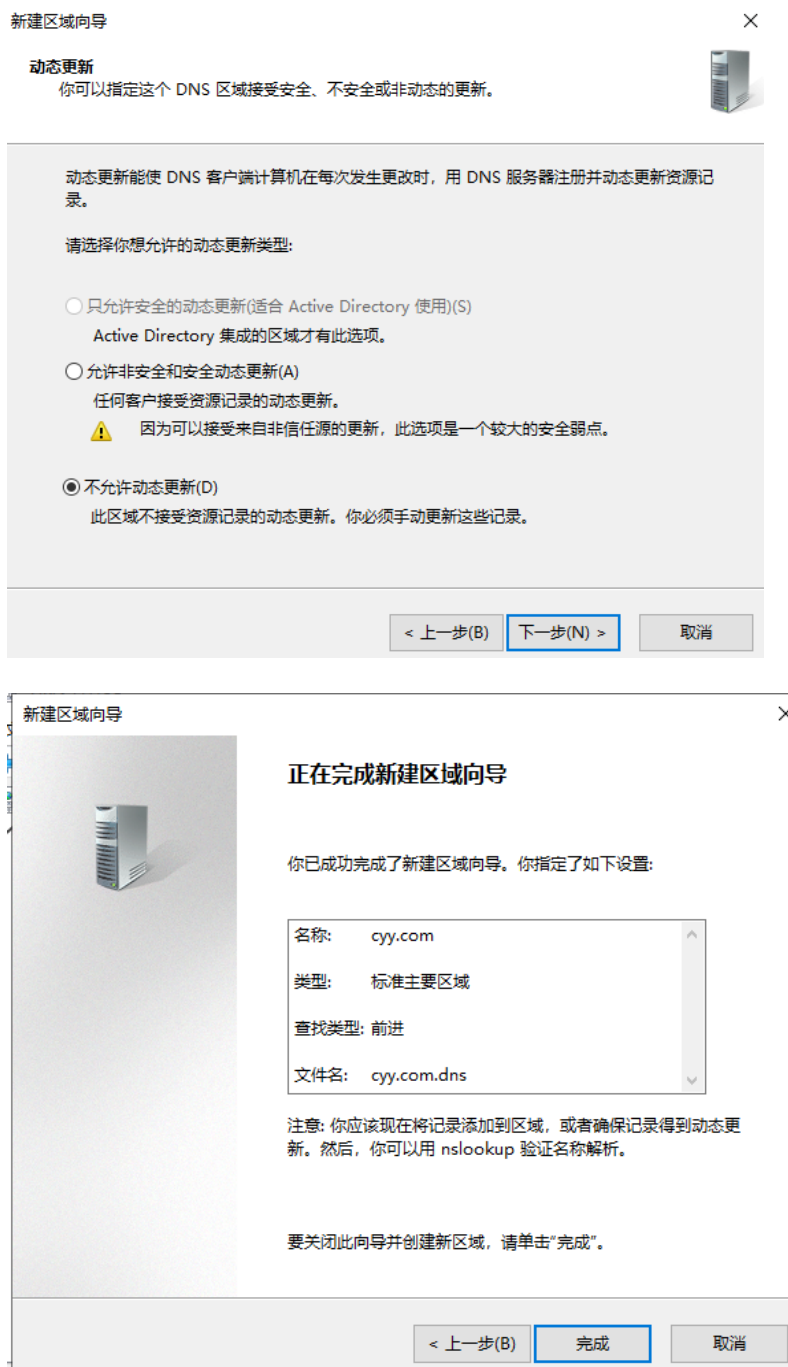 新建区域向导
动态更新
你可以指定这个 DNS 区域接受安全、不安全或非动态的更新。
动态更新能使 DNS 客户端计算机在每次发生更改时，用 DNS 服务器注册并动态更新资源记
录。
请选择你想允许的动态更新类型:
只允许安全的动态更新(适合 Active Directory 使用)(S)
Active Directory 集成的区域才有此选项。
允许非安全和安全动态更新(A)
任何客户接受资源记录的动态更新。
因为可以接受来自非信任源的更新，此选项是一个较大的安全弱点。
不允许动态更新(D)
此区域不接受资源记录的动态更新。你必须手动更新这些记录。
< 上一步(B) 下一步(N) > 取消
新建区域向导
正在完成新建区域向导
你已成功完成了新建区域向导。你指定了如下设置:
名称: cyy.com
类型: 标准主要区域
查找类型: 前进
文件名: cyy.com.dns
注意: 你应该现在将记录添加到区域，或者确保记录得到动态更
新。然后，你可以用 nslookup 验证名称解析。
要关闭此向导并创建新区域，请单击“完成”。
< 上一步(B) 完成 取消